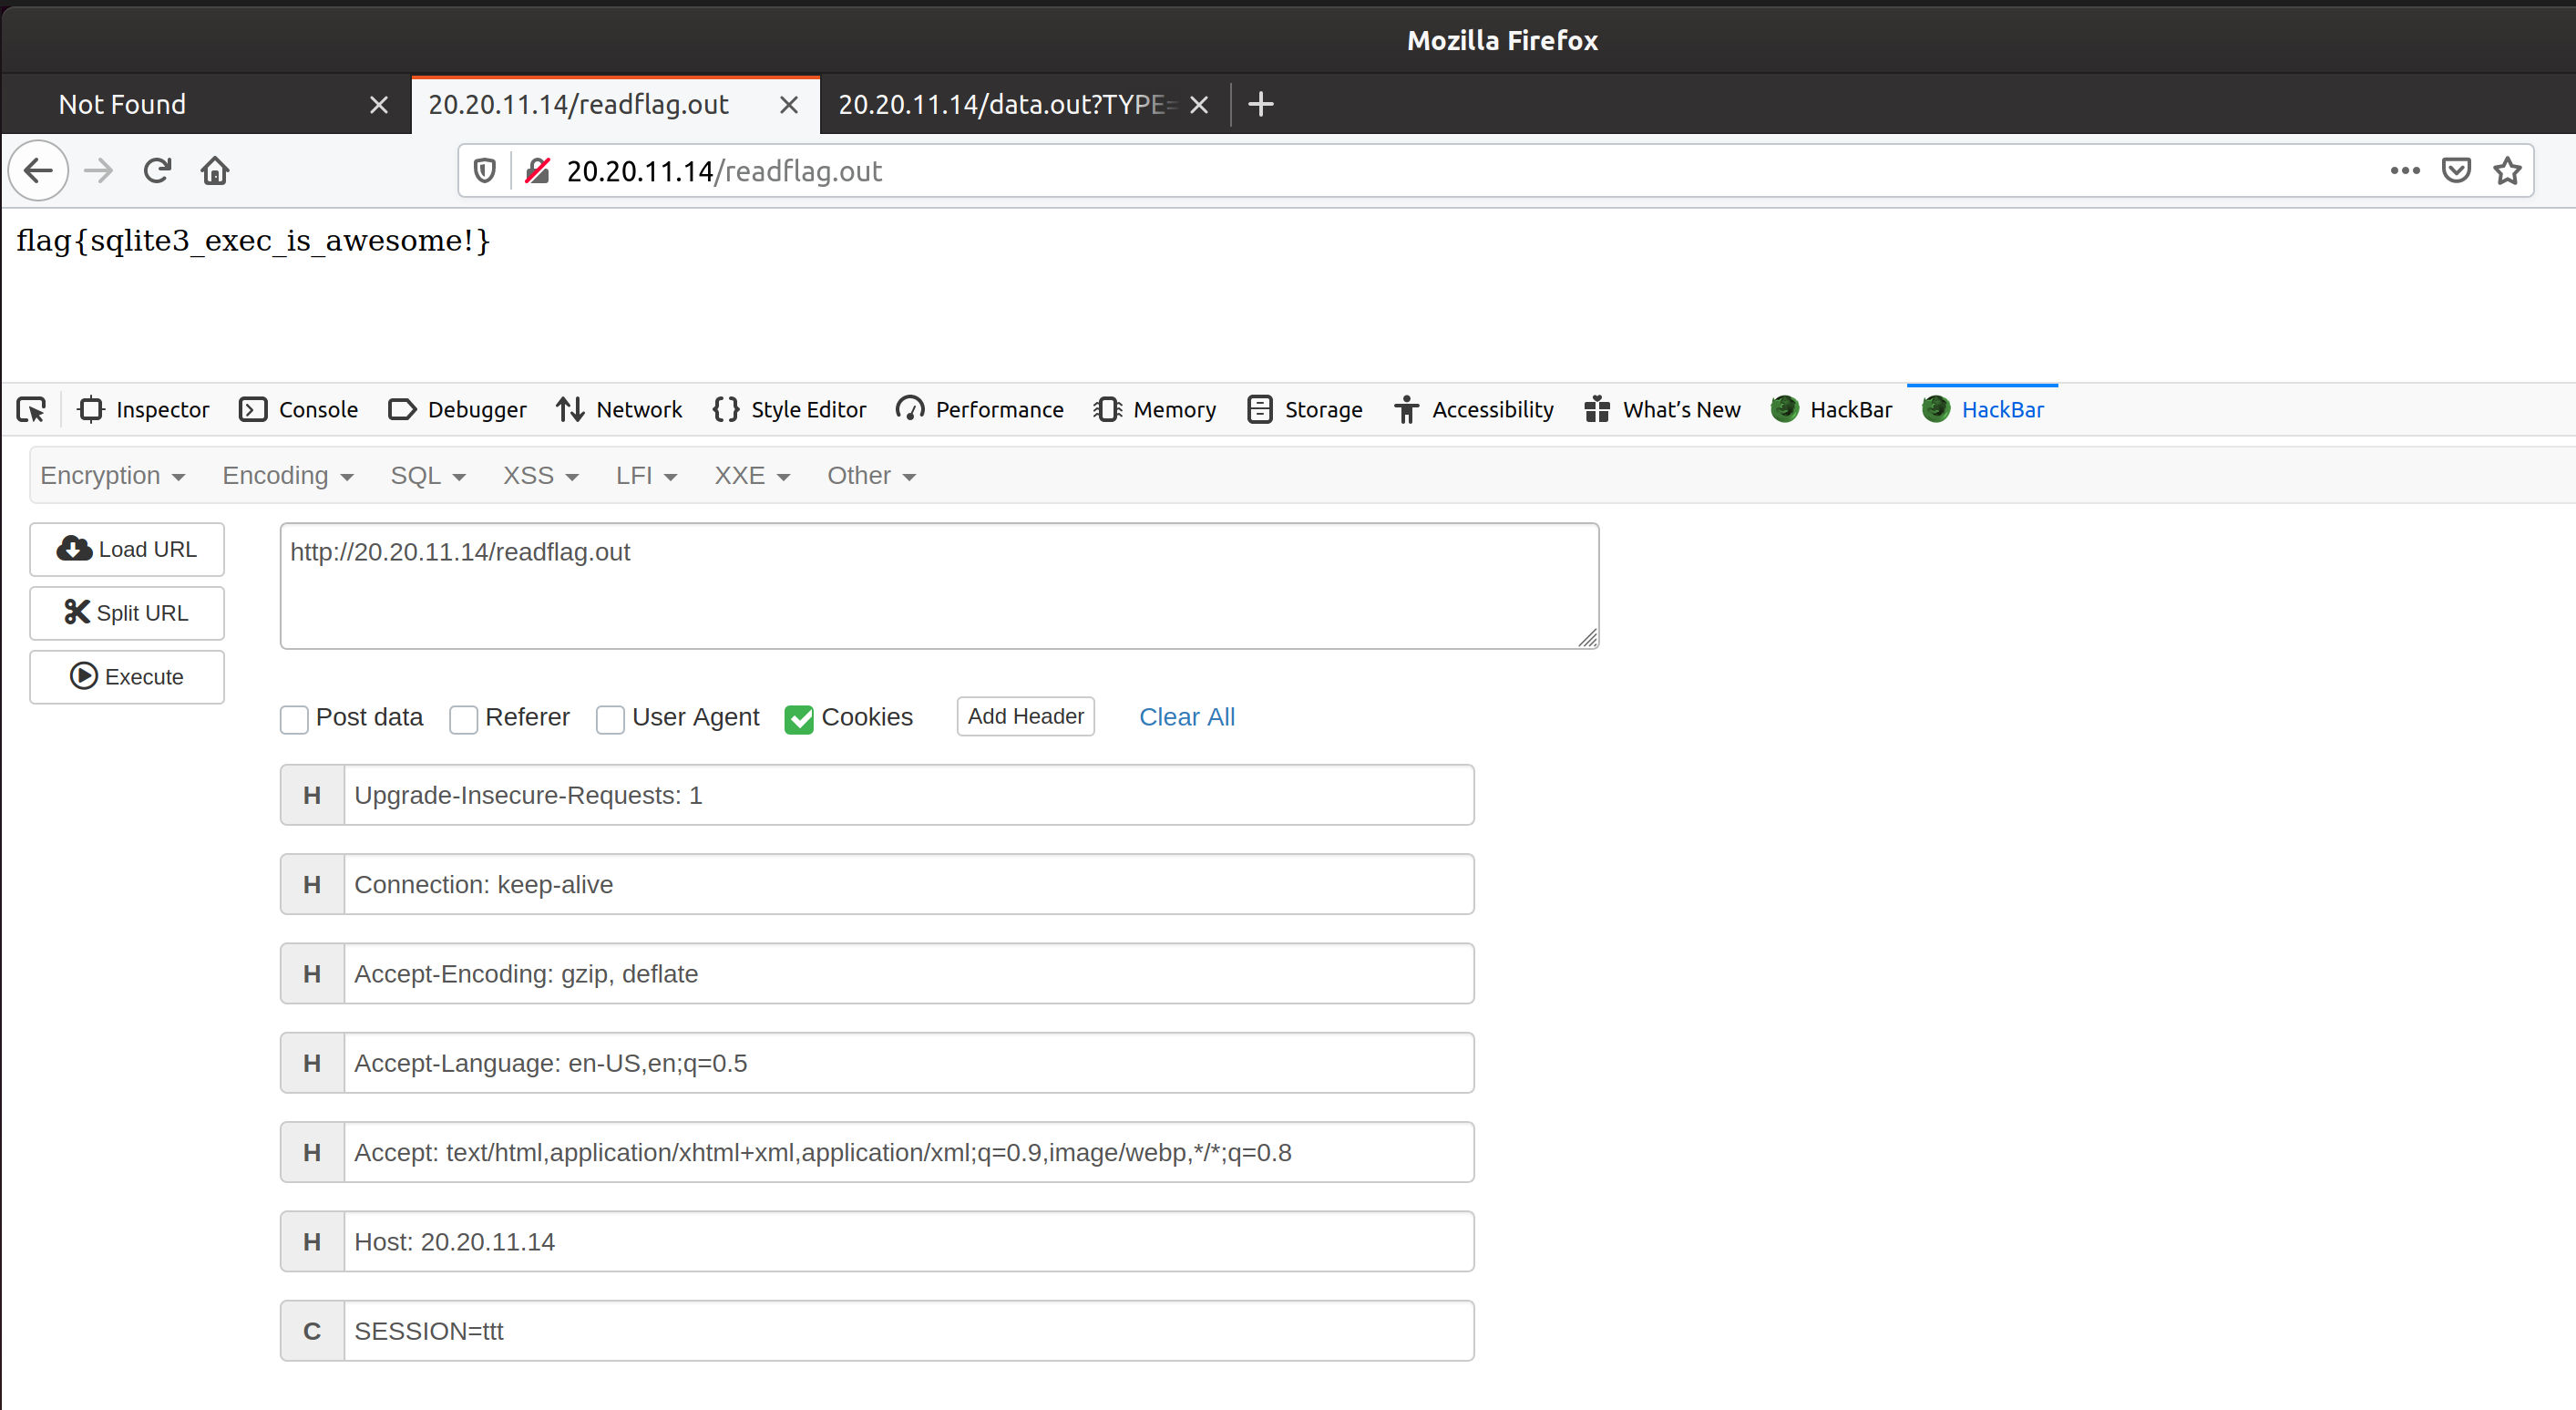 Mozilla Firefox
Not Found 20.20.11.14/readflag.out 20.20.11.14/data.out?TYPE=
20.20.11.14/readflag.out
flag{sqlite3_exec_is_awesome!}
Inspector Console Debugger Network Style Editor Performance Memory Storage Accessibility What's New HackBar HackBar
Encryption Encoding SQL XSS LFI XXE Other
Load URL http://20.20.11.14/readflag.out
Split URL
Execute
Post data Referer User Agent Cookies Add Header Clear All
H Upgrade-Insecure-Requests: 1
H Connection: keep-alive
H Accept-Encoding: gzip, deflate
H Accept-Language: en-US,en;q=0.5
H Accept: text/html,application/xhtml+xml,application/xml;q=0.9,image/webp,*/*;q=0.8
H Host: 20.20.11.14
C SESSION=ttt